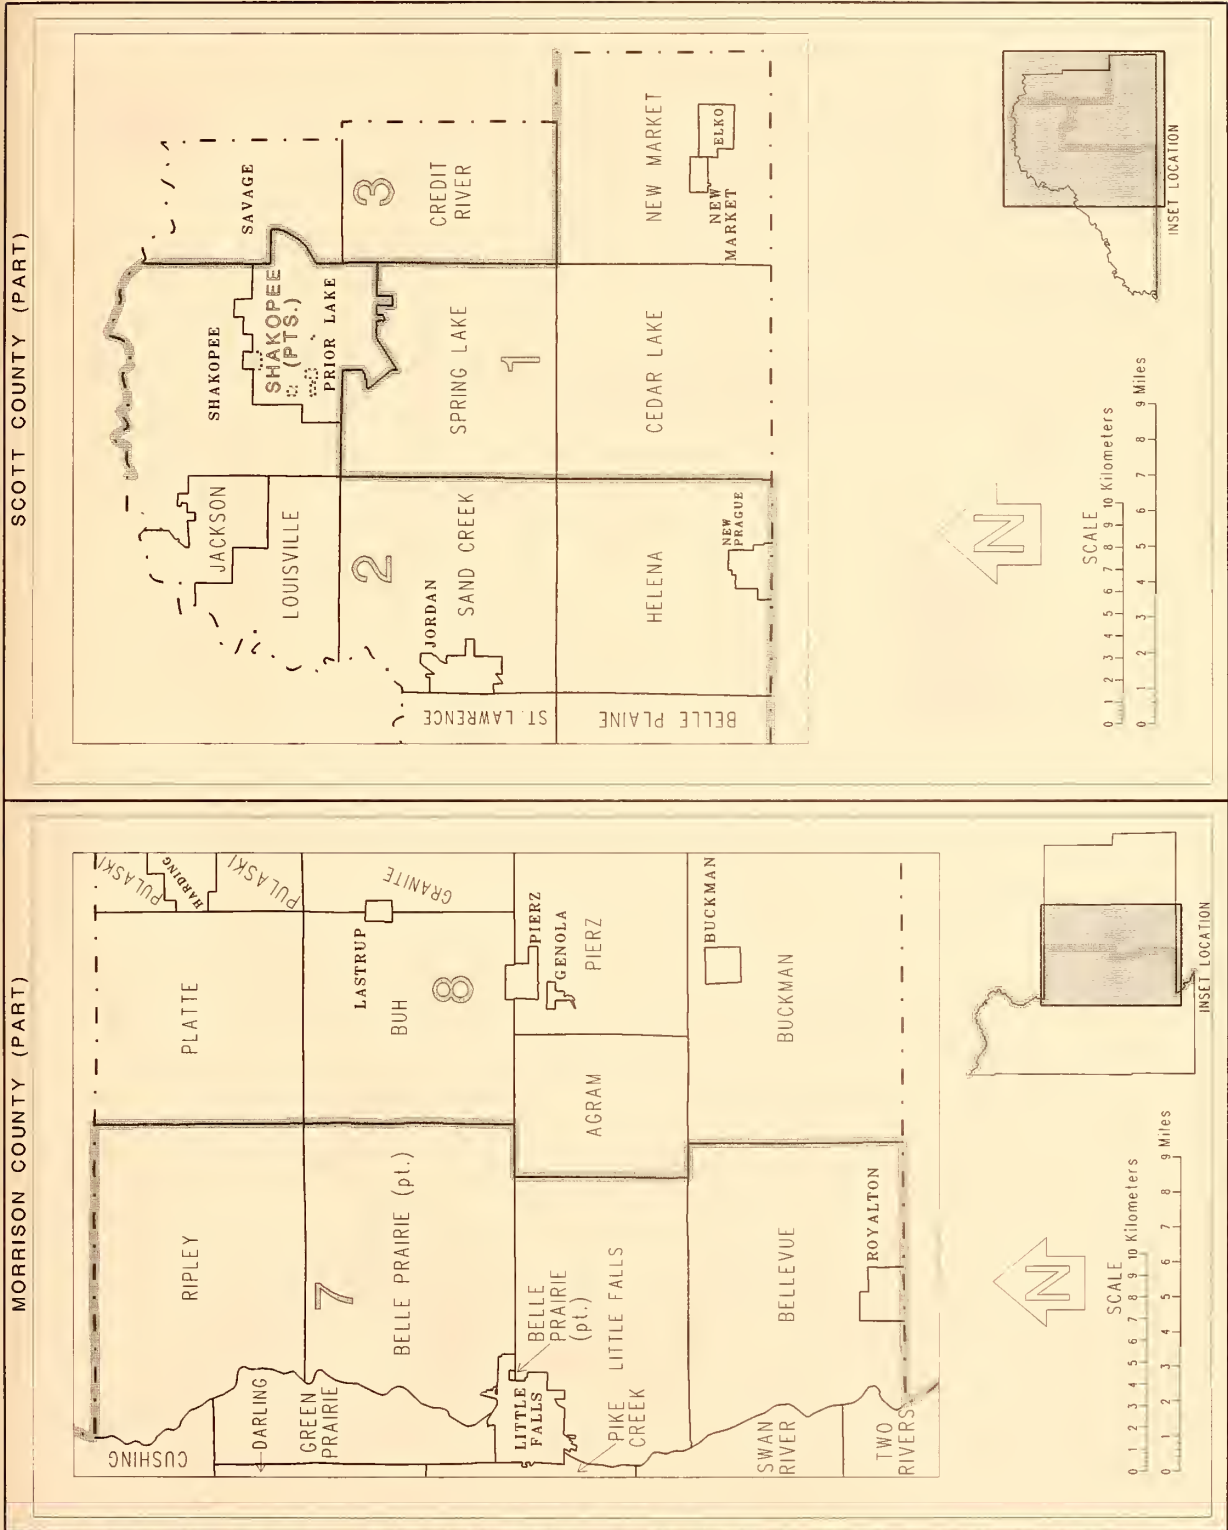 MORRISON COUNTY (PART)
CUSHING
RIPLEY
PLATTE
PULASKI
HARDING
PULASKI
DARLING
GREEN
PRAIRIE
7
BELLE PRAIRIE (pt.)
BUH
8
LASTRUP
GRANITE
LITTLE
FALLS
BELLE
PRAIRIE
(pt.)
PIKE
CREEK
LITTLE FALLS
AGRAM
PIERZ
GENOLA
PIERZ
SWAN
RIVER
TWO
RIVERS
BELLEVUE
ROYALTON
BUCKMAN
BUCKMAN
N
SCALE
0 1 2 3 4 5 6 7 8 9 10 Kilometers
0 1 2 3 4 5 6 7 8 9 Miles
INSET LOCATION
SCOTT COUNTY (PART)
JACKSON
LOUISVILLE
SHAKOPEE
SHAKOPEE
(PTS.)
PRIOR LAKE
SAVAGE
2
JORDAN
SAND CREEK
ST. LAWRENCE
SPRING LAKE
1
3
CREDIT
RIVER
BELLE PLAINE
HELENA
NEW
PRAGUE
CEDAR LAKE
NEW MARKET
NEW
MARKET
ELKO
N
SCALE
0 1 2 3 4 5 6 7 8 9 10 Kilometers
0 1 2 3 4 5 6 7 8 9 Miles
INSET LOCATION